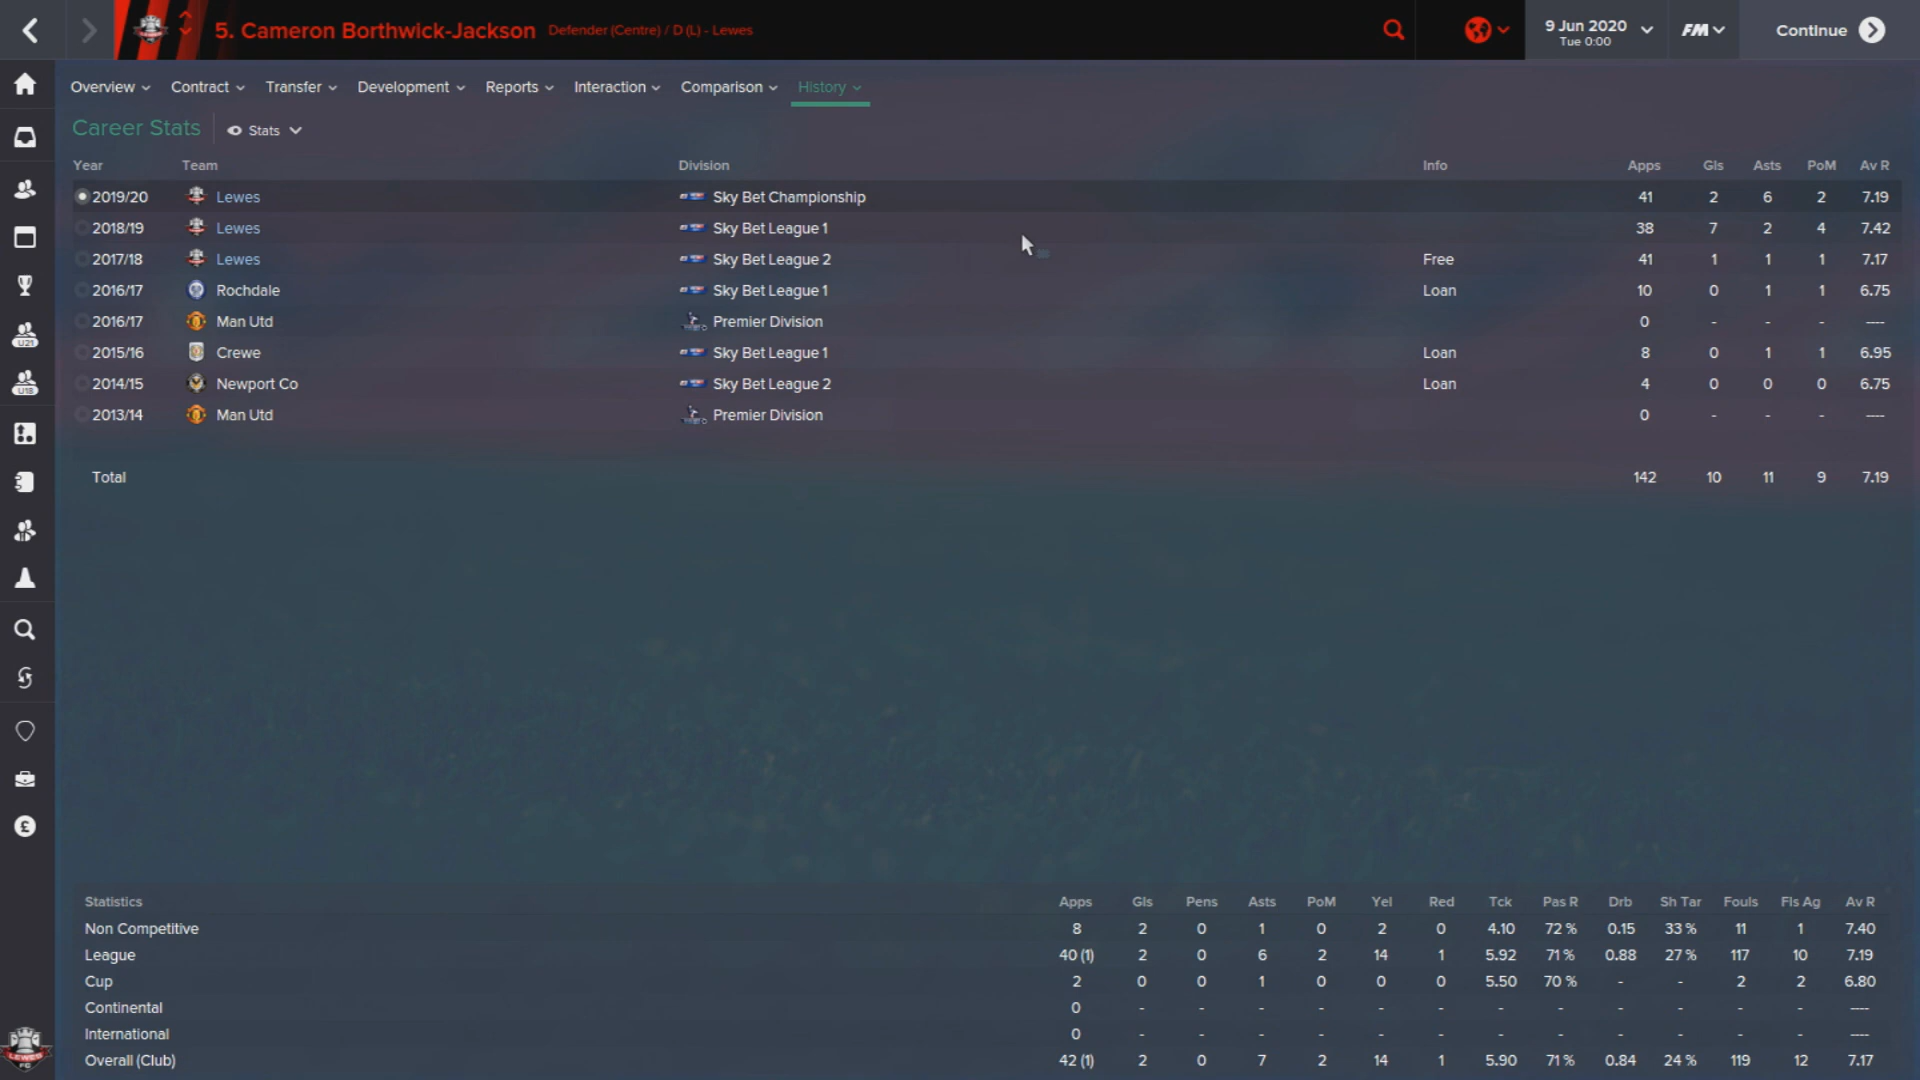 5. Cameron Borthwick-Jackson Defender (Centre) / D (L) - Lewes 9 Jun 2020 FM Continue
Tue 0:00
Overview Contract Transfer Development Reports Interaction Comparison History
Career Stats Stats
Year Team Division Info Apps Gls Asts PoM Av R
2019/20 Lewes Sky Bet Championship 41 2 6 2 7.19
2018/19 Lewes Sky Bet League 1 38 7 2 4 7.42
2017/18 Lewes Sky Bet League 2 Free 41 1 1 1 7.17
2016/17 Rochdale Sky Bet League 1 Loan 10 0 1 1 6.75
2016/17 Man Utd Premier Division 0 - - - ----
2015/16 Crewe Sky Bet League 1 Loan 8 0 1 1 6.95
2014/15 Newport Co Sky Bet League 2 Loan 4 0 0 0 6.75
2013/14 Man Utd Premier Division 0 - - - ----
Total 142 10 11 9 7.19
U21
U18
Statistics Apps Gls Pens Asts PoM Yel Red Tck Pas R Drb Sh Tar Fouls Fls Ag Av R
Non Competitive 8 2 0 1 0 2 0 4.10 72 % 0.15 33 % 11 1 7.40
League 40 (1) 2 0 6 2 14 1 5.92 71 % 0.88 27 % 117 10 7.19
Cup 2 0 0 1 0 0 0 5.50 70 % - - 2 2 6.80
Continental 0 - - - - - - - - - - - - ----
International 0 - - - - - - - - - - - - ----
Overall (Club) 42 (1) 2 0 7 2 14 1 5.90 71 % 0.84 24 % 119 12 7.17
LEWES
FC